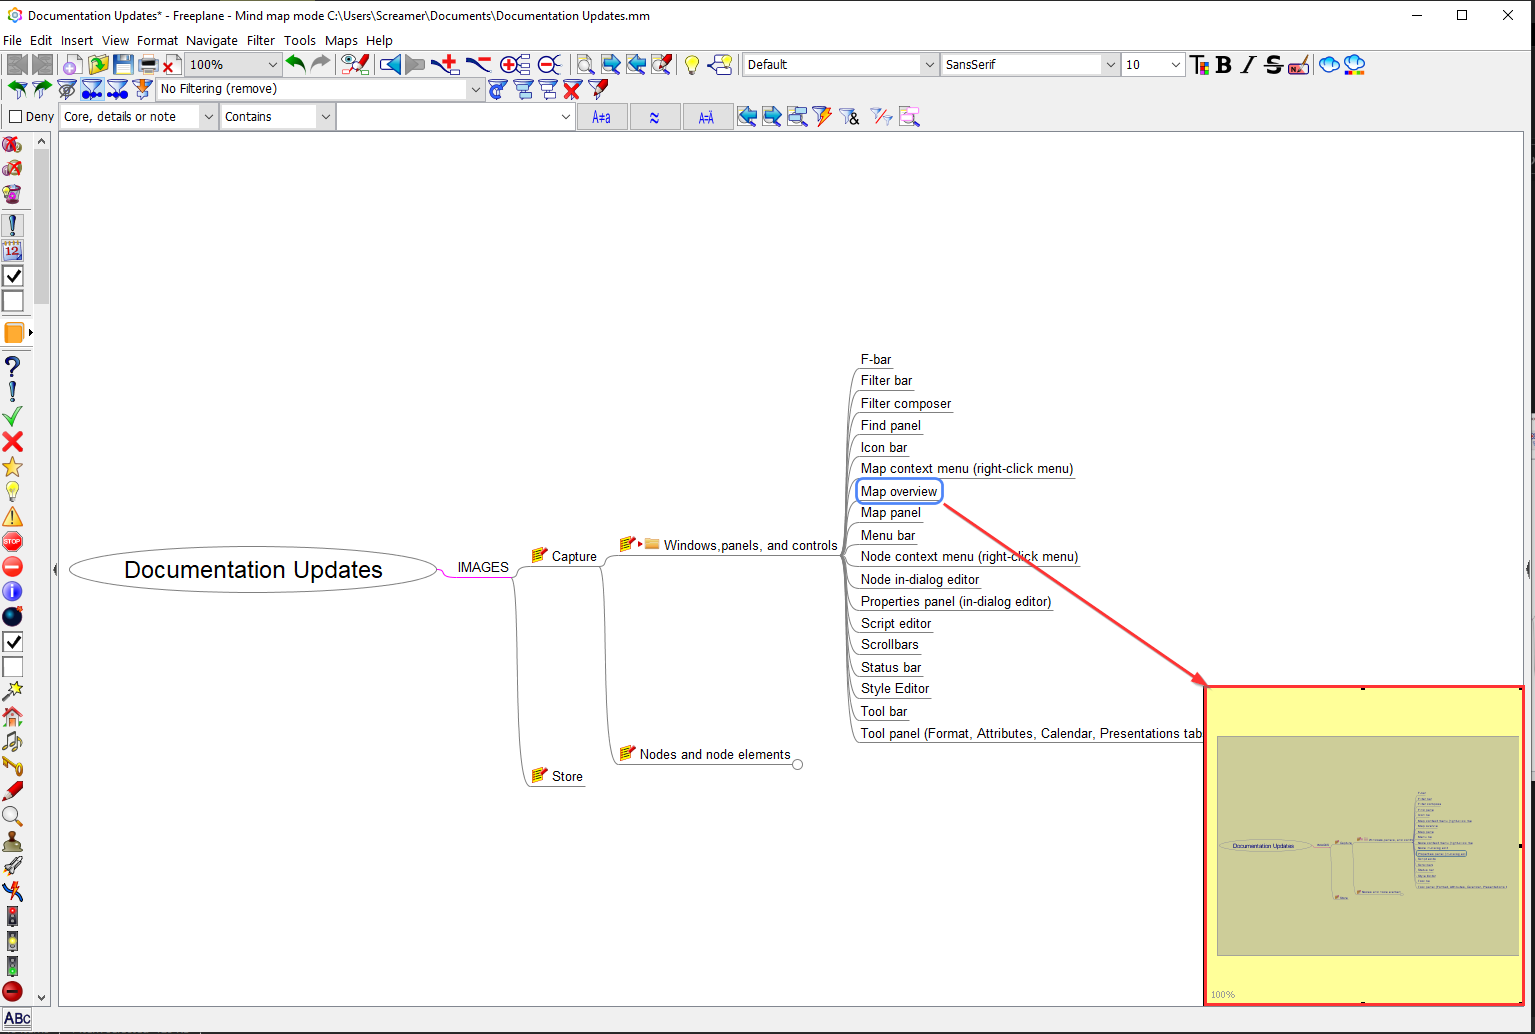 Documentation Updates* - Freeplane - Mind map mode C:\Users\Screamer\Documents\Documentation Updates.mm
File Edit Insert View Format Navigate Filter Tools Maps Help
100% Default SansSerif 10 B I S
No Filtering (remove)
Deny Core, details or note Contains A≠a ≈ A=Ä
12
STOP
F-bar
Filter bar
Filter composer
Find panel
Icon bar
Map context menu (right-click menu)
Map overview
Map panel
Menu bar
Windows,panels, and controls
Capture
Node context menu (right-click menu)
IMAGES
Documentation Updates
Node in-dialog editor
Properties panel (in-dialog editor)
Script editor
Scrollbars
Status bar
Style Editor
Tool bar
Tool panel (Format, Attributes, Calendar, Presentations tab
Nodes and node elements
Store
Documentation Updates
100%
ABC